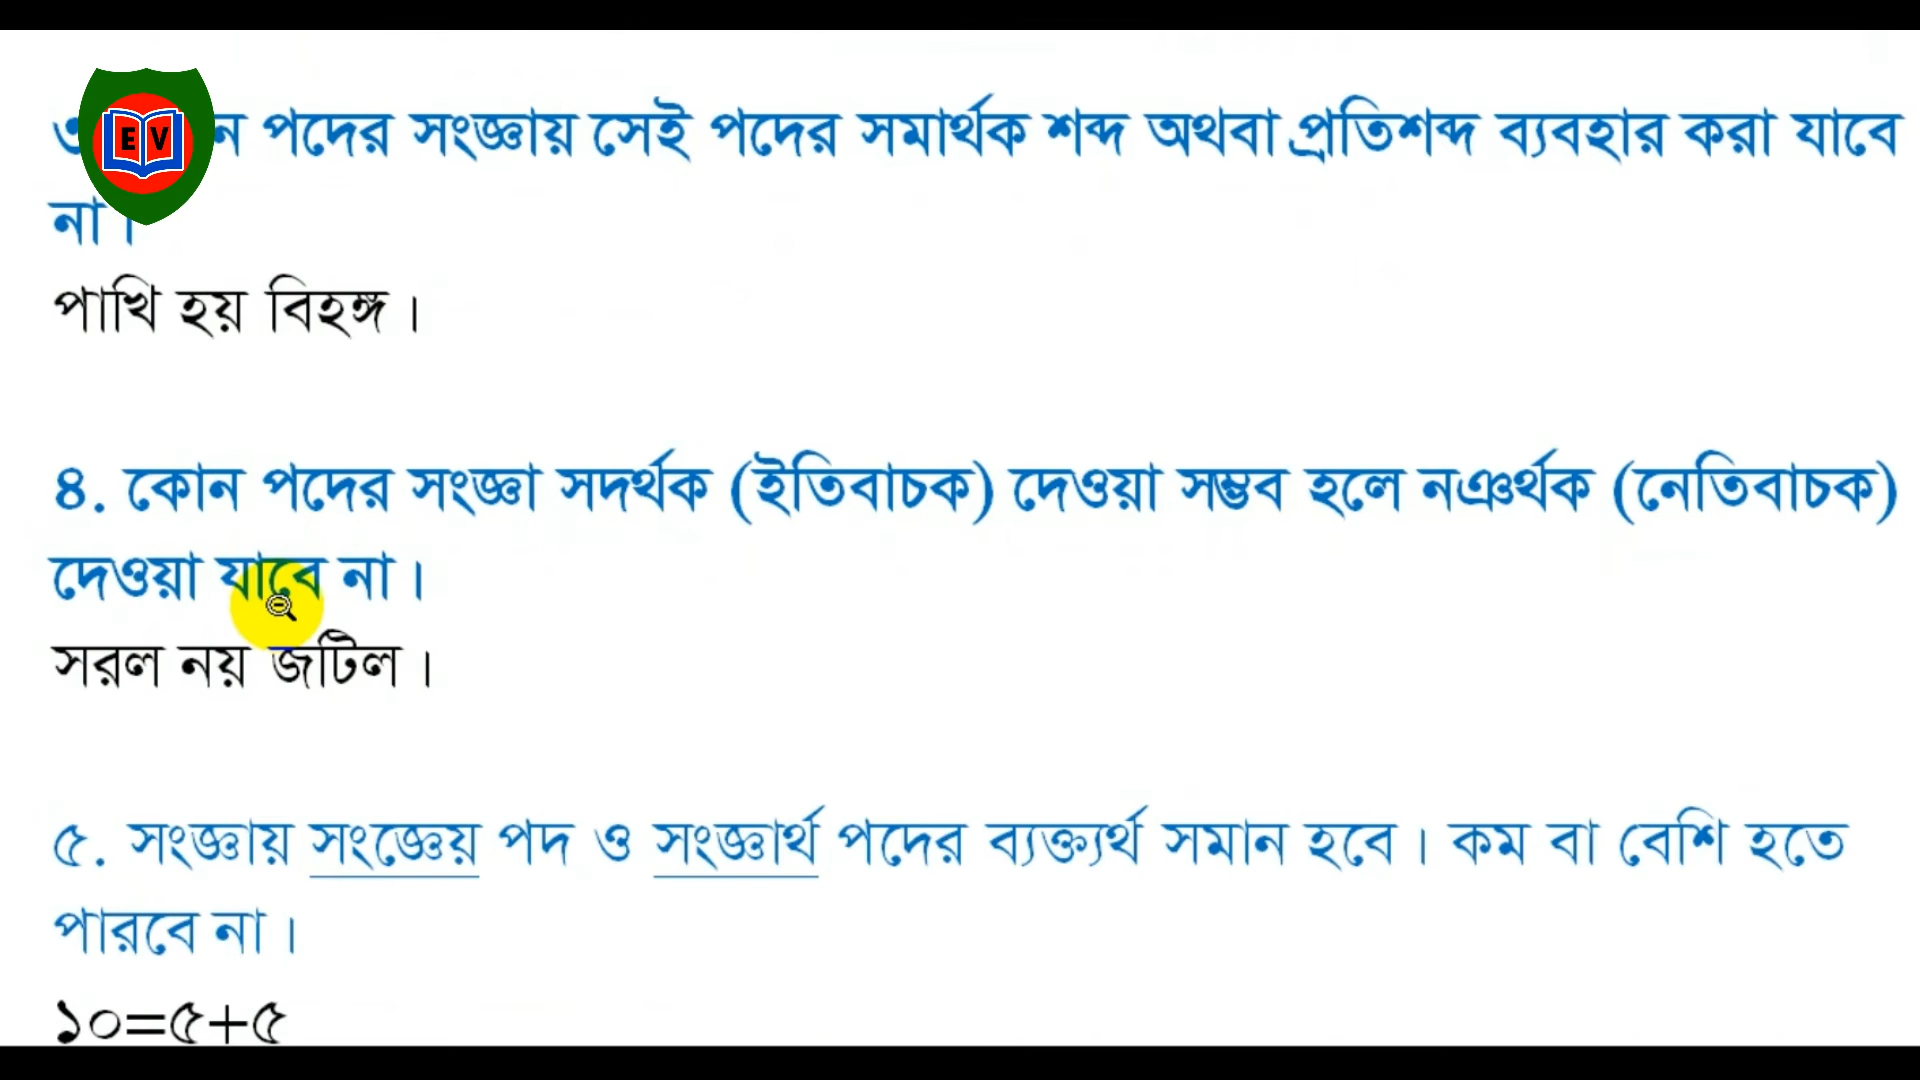 পদের সংজ্ঞায় সেই পদের সমার্থক শব্দ অথবা প্রতিশব্দ ব্যবহার করা যাবে
না।
E V
পাখি হয় বিহঙ্গ।
৪. কোন পদের সংজ্ঞা সদর্থক (ইতিবাচক) দেওয়া সম্ভব হলে নঞর্থক (নেতিবাচক)
দেওয়া যাবে না।
সরল নয় জটিল।
৫. সংজ্ঞায় সংজ্ঞেয় পদ ও সংজ্ঞার্থ পদের ব্যক্ত্যর্থ সমান হবে। কম বা বেশি হতে
পারবে না।
১০=৫+৫